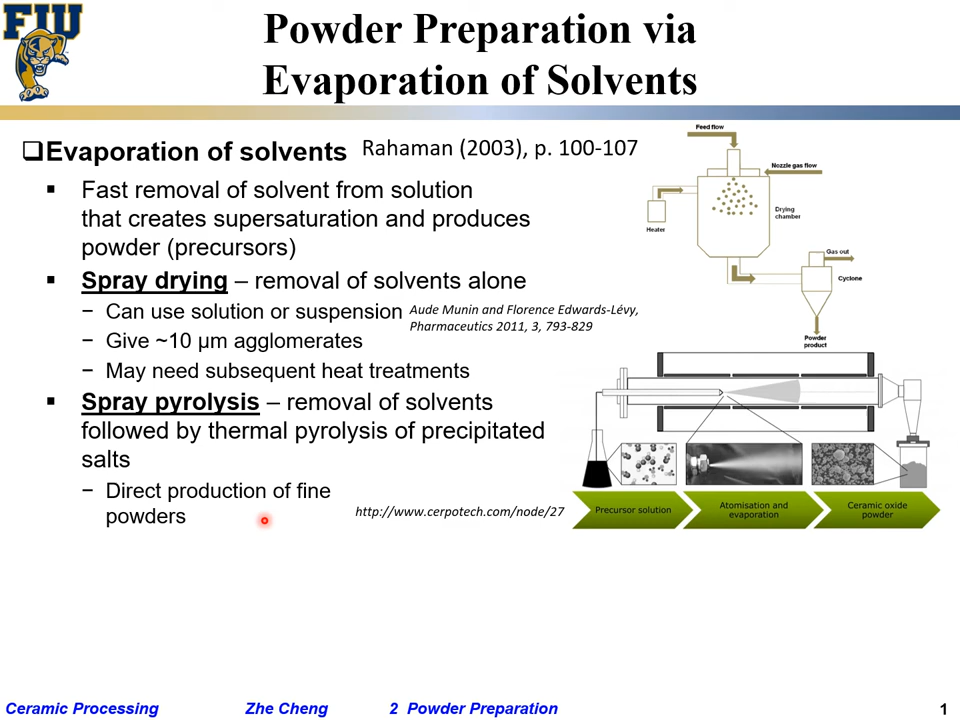 FIU
Powder Preparation via
Evaporation of Solvents
❑Evaporation of solvents Rahaman (2003), p. 100-107
▪ Fast removal of solvent from solution
that creates supersaturation and produces
powder (precursors)
▪ Spray drying – removal of solvents alone
− Can use solution or suspension
Aude Munin and Florence Edwards-Lévy,
Pharmaceutics 2011, 3, 793-829
− Give ~10 μm agglomerates
− May need subsequent heat treatments
▪ Spray pyrolysis – removal of solvents
followed by thermal pyrolysis of precipitated
salts
− Direct production of fine
powders
http://www.cerpotech.com/node/27
Feed flow
Nozzle gas flow
Drying
chamber
Heater
Gas out
Cyclone
Powder
product
Precursor solution
Atomisation and
evaporation
Ceramic oxide
powder
Ceramic Processing Zhe Cheng 2 Powder Preparation 1